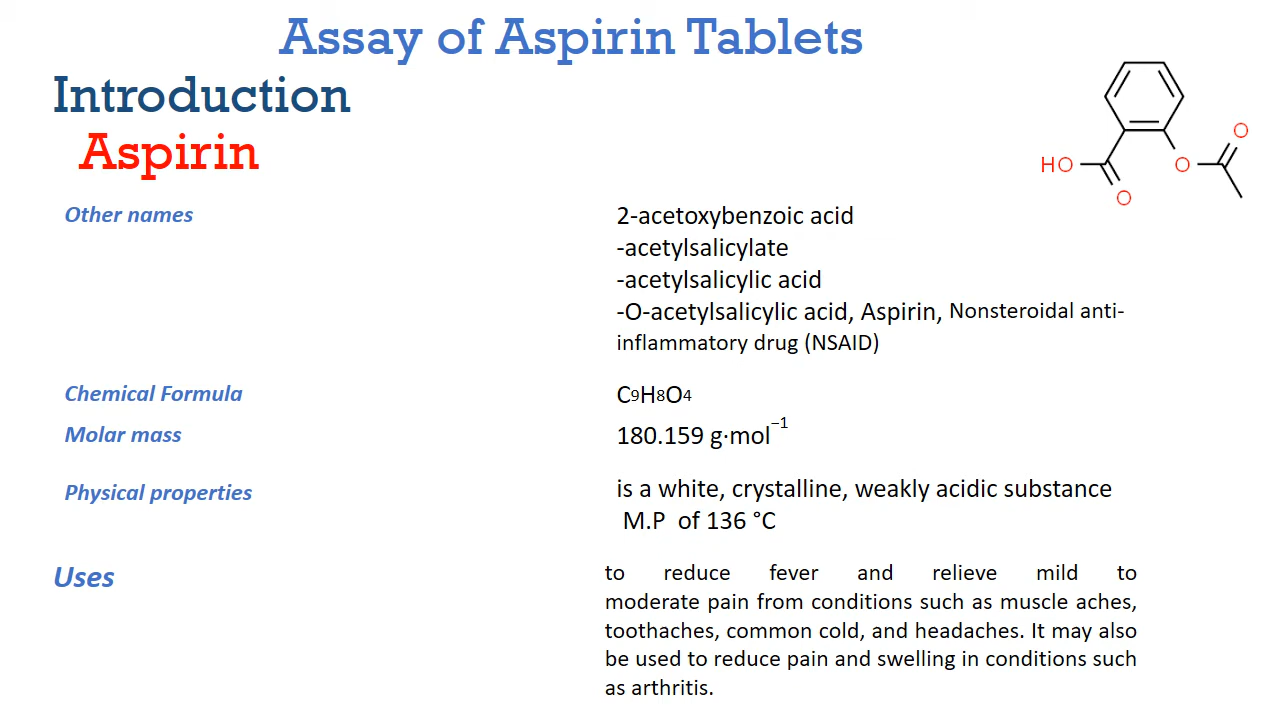 Assay of Aspirin Tablets
Introduction
Aspirin
HO
O
O
O
Other names
2-acetoxybenzoic acid
-acetylsalicylate
-acetylsalicylic acid
-O-acetylsalicylic acid, Aspirin, Nonsteroidal anti-
inflammatory drug (NSAID)
Chemical Formula
C9H8O4
Molar mass
180.159 g·mol−1
Physical properties
is a white, crystalline, weakly acidic substance
M.P of 136 °C
Uses
to reduce fever and relieve mild to
moderate pain from conditions such as muscle aches,
toothaches, common cold, and headaches. It may also
be used to reduce pain and swelling in conditions such
as arthritis.